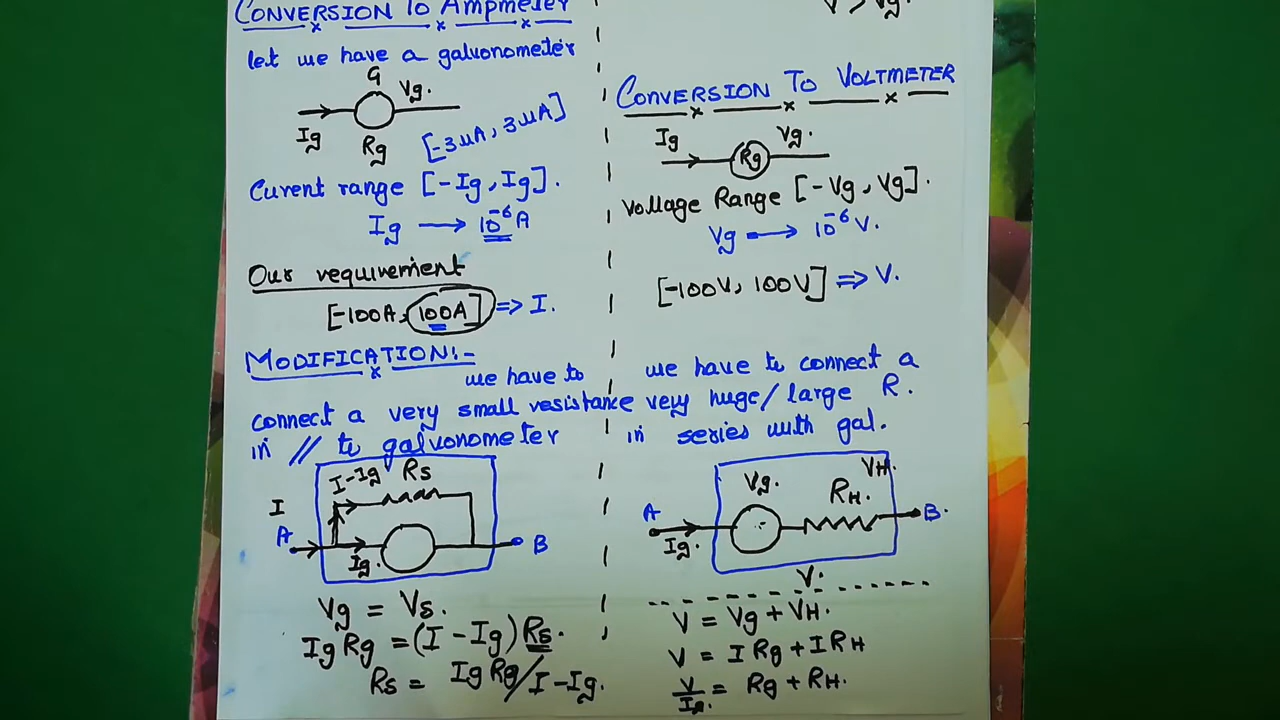 CONVERSION TO AmpmeTer
let we have a galvonometer
G
Vg.
Ig
Rg
[-3μA, 3μA]
Current range [-Ig, Ig].
Ig → 10⁻⁶A
Our requirement
[-100A, 100A] => I.
MODIFICATION:-
we have to
connect a very small resistance
in // to galvonometer
I-Ig Rs
I
A
Ig.
B
Vg = Vs.
IgRg = (I-Ig) Rs.
Rs = IgRg/I-Ig.
V > Vg.
CONVERSION TO VOLTMETER
Ig
Vg.
Rg
Voltage Range [-Vg, Vg].
Vg → 10⁻⁶V.
[-100V, 100V] => V.
we have to connect a
very huge/large R.
in series with gal.
Vg.
VH.
RH.
A
Ig.
B.
V.
V = Vg + VH.
V = IRg + IRH
V/Ig. = Rg + RH.